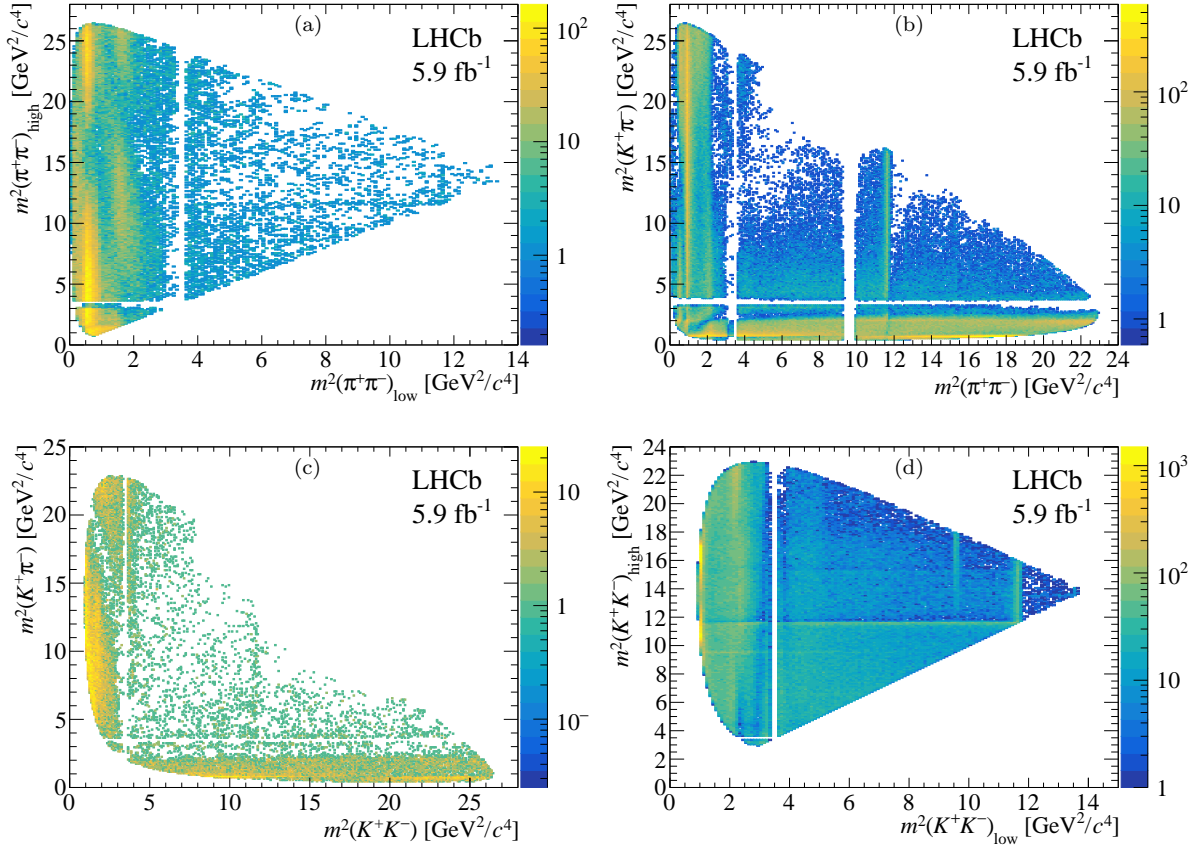 (a)
LHCb
5.9 fb⁻¹
m²(π⁺π⁻)high [GeV²/c⁴]
25
20
15
10
5
0
0 2 4 6 8 10 12 14
m²(π⁺π⁻)low [GeV²/c⁴]
10²
10
1
(b)
LHCb
5.9 fb⁻¹
m²(K⁺π⁻) [GeV²/c⁴]
25
20
15
10
5
0
0 2 4 6 8 10 12 14 16 18 20 22 24
m²(π⁺π⁻) [GeV²/c⁴]
10²
10
1
(c)
LHCb
5.9 fb⁻¹
m²(K⁺π⁻) [GeV²/c⁴]
25
20
15
10
5
0
0 5 10 15 20 25
m²(K⁺K⁻) [GeV²/c⁴]
10
1
10⁻
(d)
LHCb
5.9 fb⁻¹
m²(K⁺K⁻)high [GeV²/c⁴]
24
22
20
18
16
14
12
10
8
6
4
2
0
0 2 4 6 8 10 12 14
m²(K⁺K⁻)low [GeV²/c⁴]
10³
10²
10
1